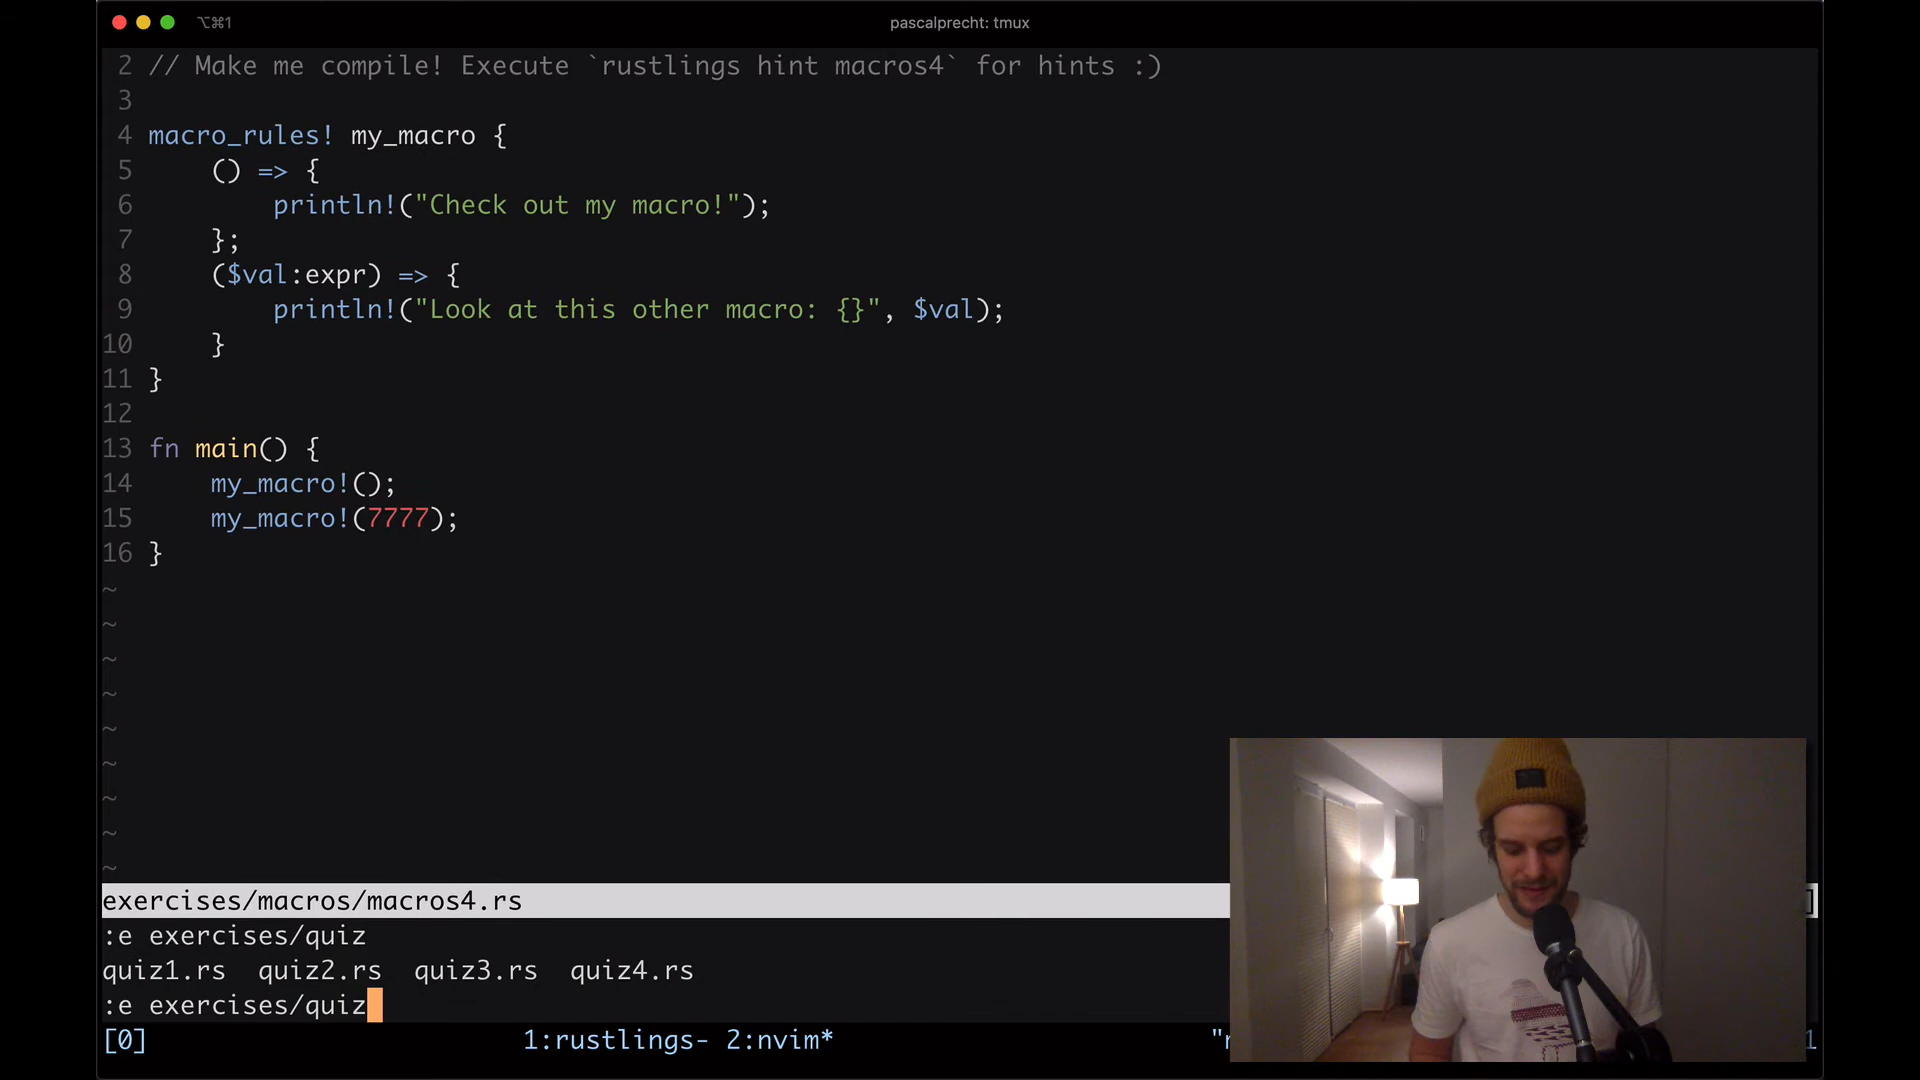 ⌥⌘1
pascalprecht: tmux
2 // Make me compile! Execute `rustlings hint macros4` for hints :)
3
4 macro_rules! my_macro {
5     () => {
6         println!("Check out my macro!");
7     };
8     ($val:expr) => {
9         println!("Look at this other macro: {}", $val);
10     }
11 }
12
13 fn main() {
14     my_macro!();
15     my_macro!(7777);
16 }
~
~
~
~
~
~
~
~
~
exercises/macros/macros4.rs ]
:e exercises/quiz
quiz1.rs  quiz2.rs  quiz3.rs  quiz4.rs
:e exercises/quiz
[0] 1:rustlings- 2:nvim*